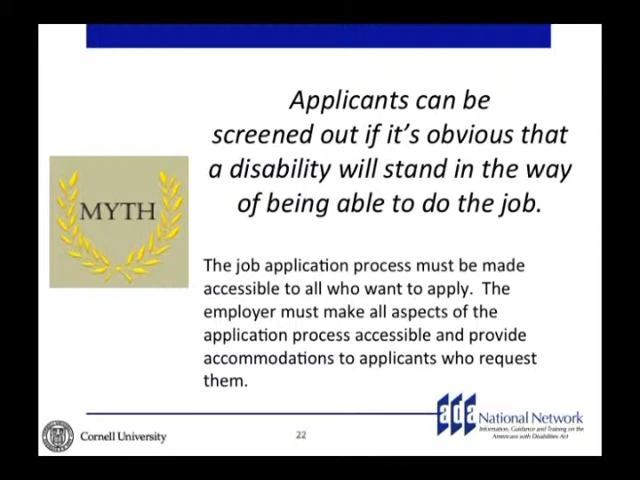 Applicants can be
screened out if it's obvious that
a disability will stand in the way
of being able to do the job.
MYTH
The job application process must be made
accessible to all who want to apply.  The
employer must make all aspects of the
application process accessible and provide
accommodations to applicants who request
them.
Cornell University
22
ada National Network
Information, Guidance and Training on the
Americans with Disabilities Act